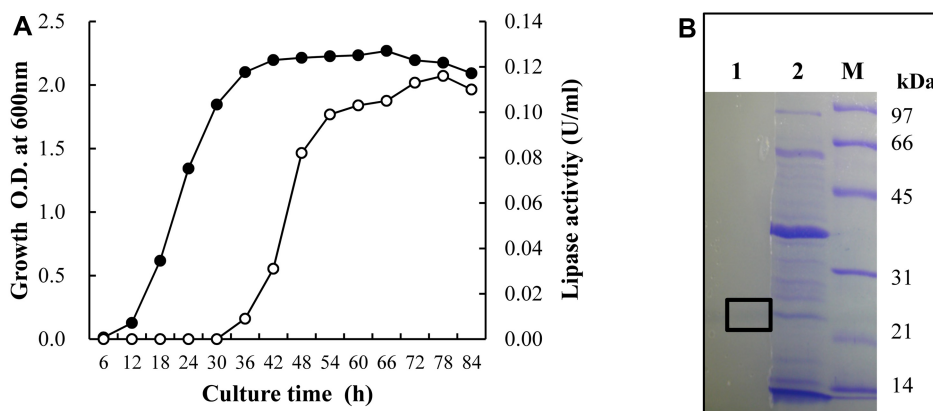 A
Growth O.D. at 600nm
2.5
2.0
1.5
1.0
0.5
0.0
6 12 18 24 30 36 42 48 54 60 66 72 78 84
Culture time (h)
0.14
0.12
0.10
0.08
0.06
0.04
0.02
0.00
Lipase activtiy (U/ml)
B
1 2 M kDa
97
66
45
31
21
14